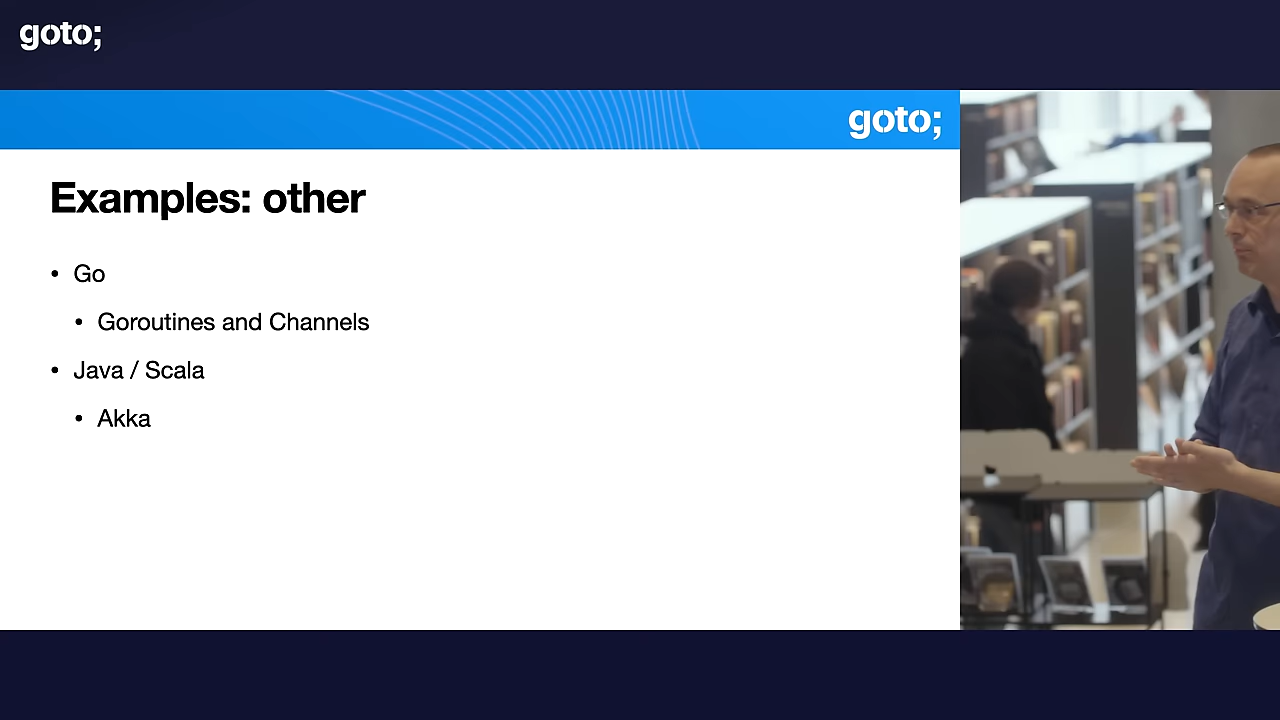 goto;
goto;
Examples: other
• Go
• Goroutines and Channels
• Java / Scala
• Akka